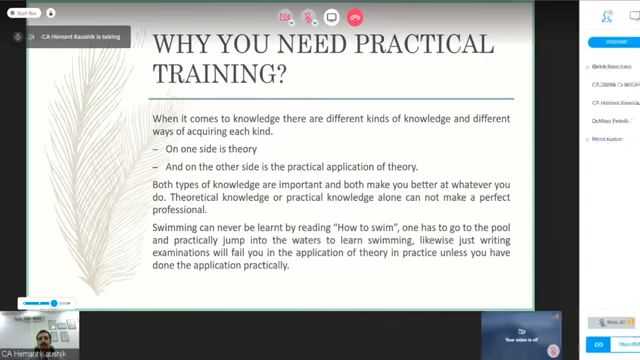 Start Rec
CA Hemant Kaushik is talking
WHY YOU NEED PRACTICAL
TRAINING?
When it comes to knowledge there are different kinds of knowledge and different
ways of acquiring each kind.
– On one side is theory
– And on the other side is the practical application of theory.
Both types of knowledge are important and both make you better at whatever you
do. Theoretical knowledge or practical knowledge alone can not make a perfect
professional.
Swimming can never be learnt by reading “How to swim”, one has to go to the pool
and practically jump into the waters to learn swimming, likewise just writing
examinations will fail you in the application of theory in practice unless you have
done the application practically.
CA Hemant Kaushik
Your video is off
Mute All